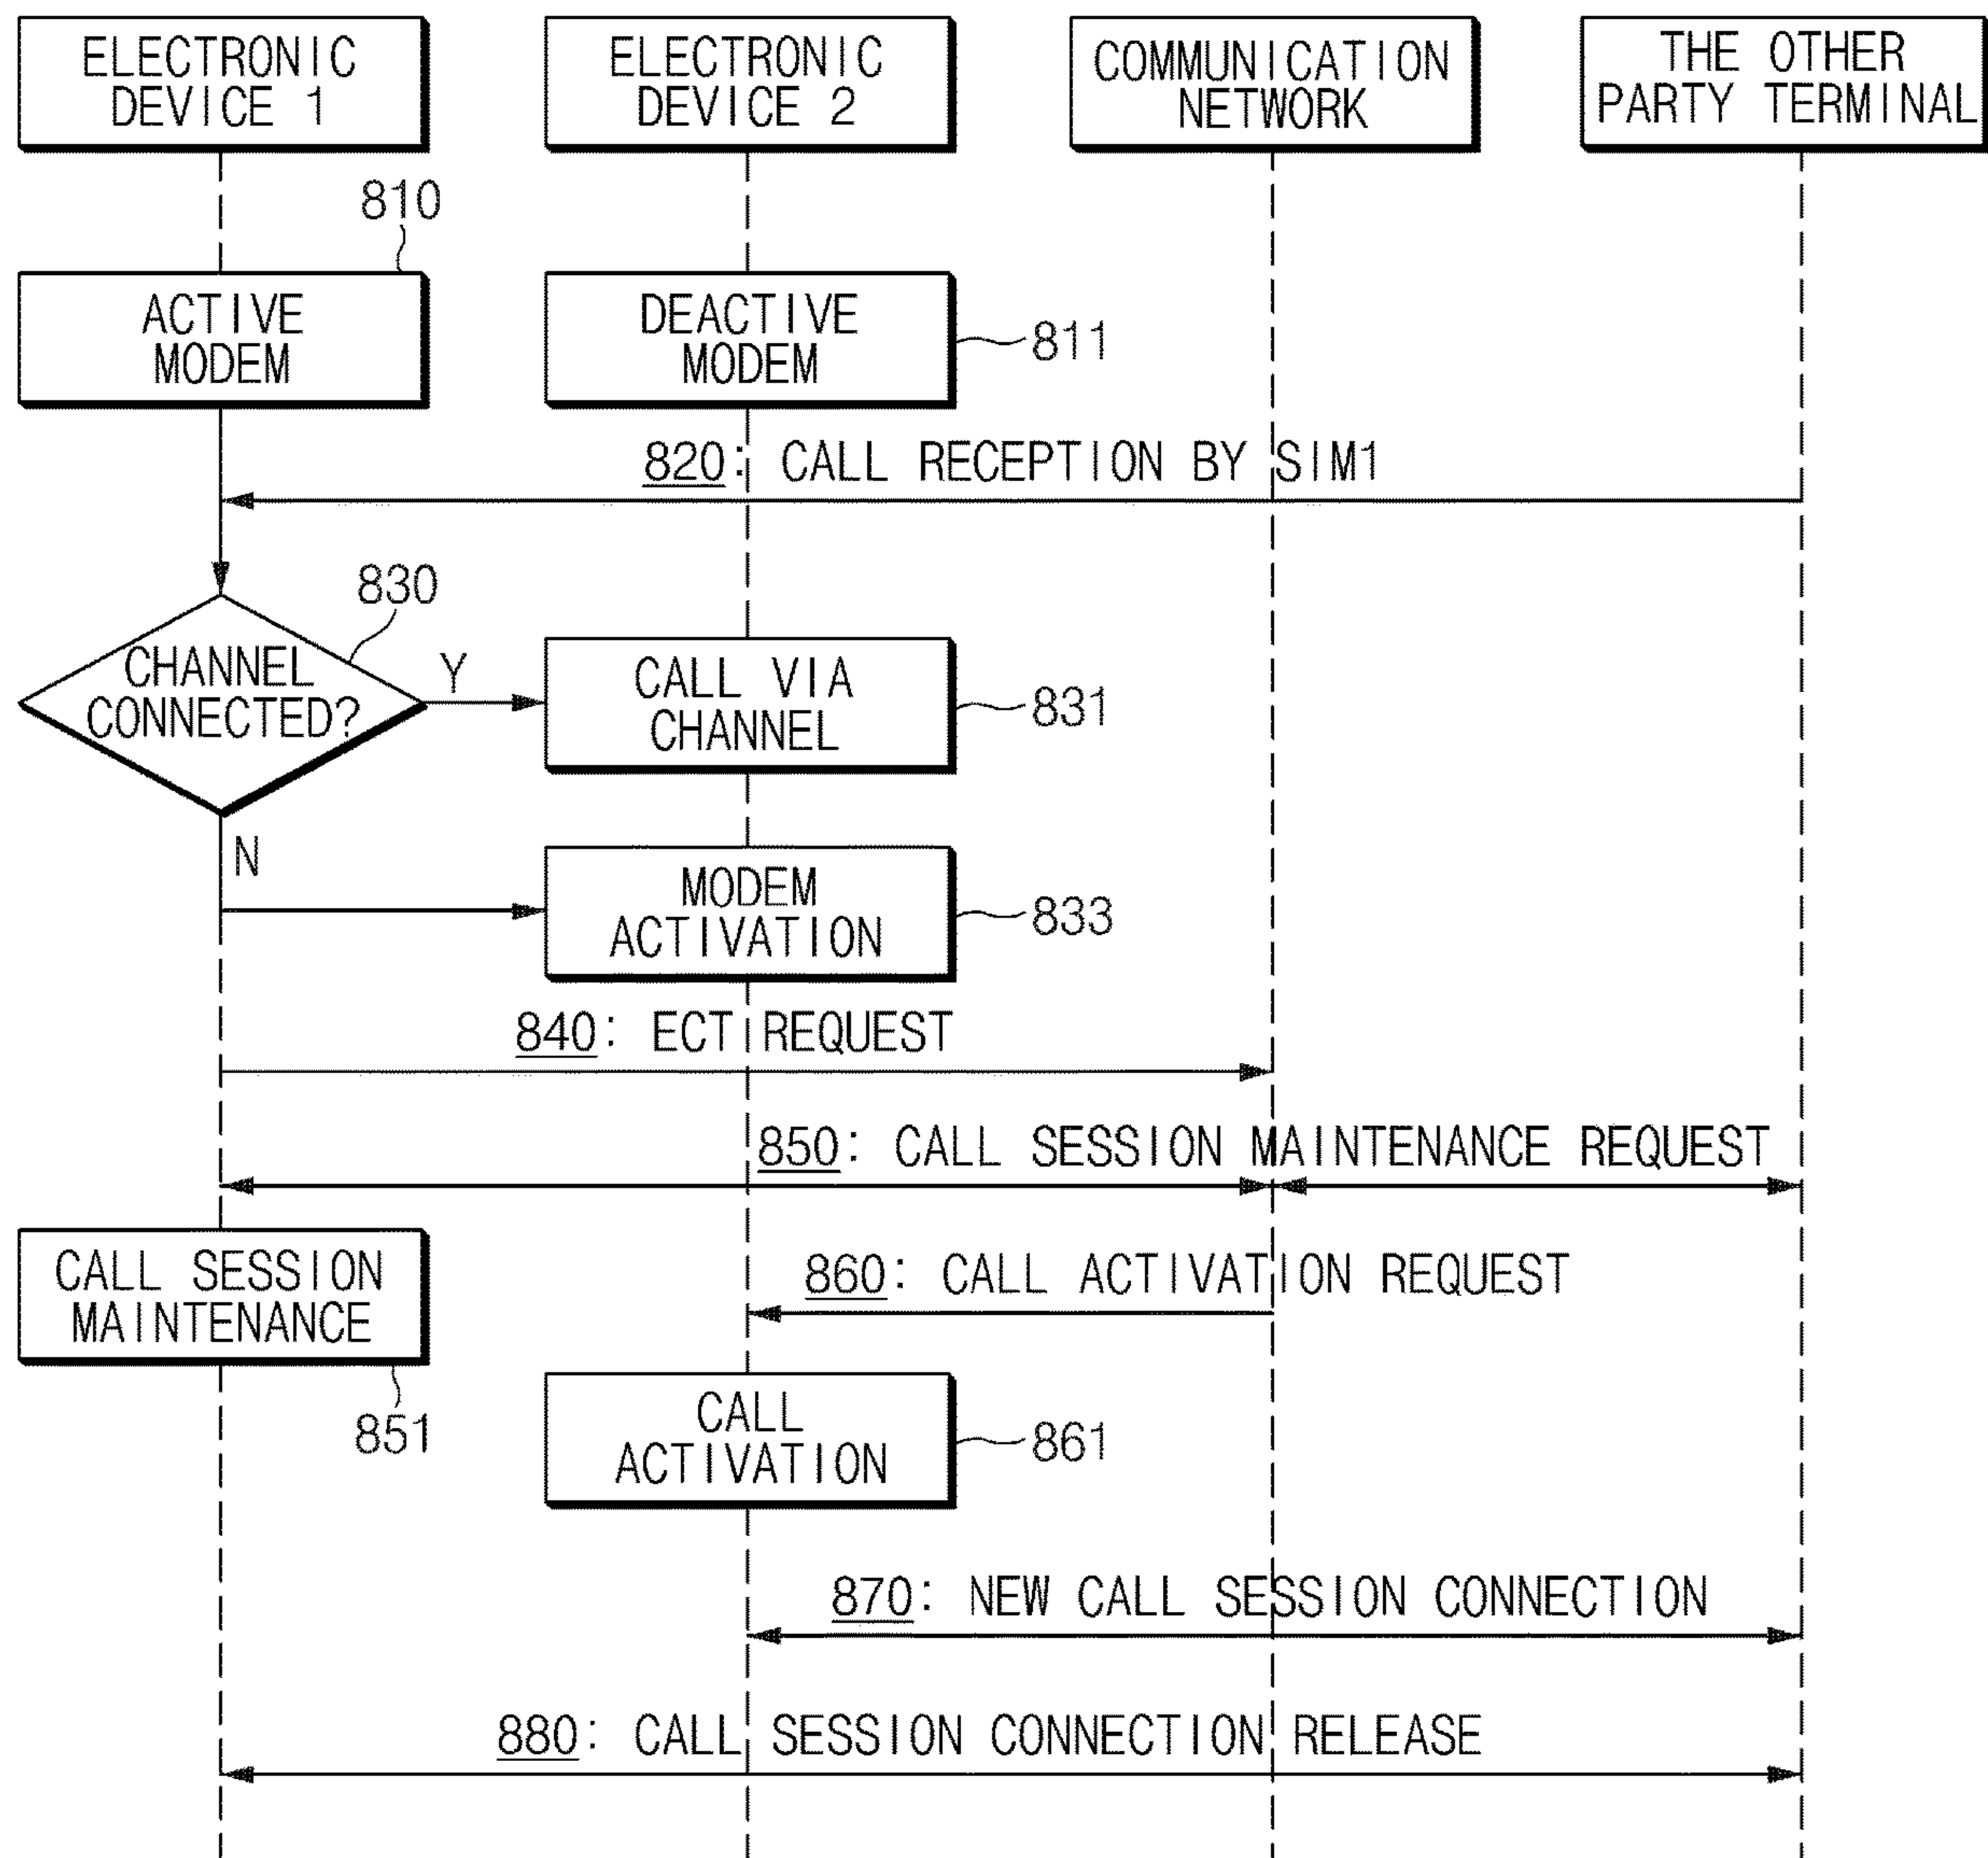 ELECTRONIC
DEVICE 1
ELECTRONIC
DEVICE 2
COMMUNICATION
NETWORK
THE OTHER
PARTY TERMINAL
810
ACTIVE
MODEM
DEACTIVE
MODEM
811
820: CALL RECEPTION BY SIM1
830
CHANNEL
CONNECTED?
Y
CALL VIA
CHANNEL
831
N
MODEM
ACTIVATION
833
840: ECT REQUEST
850: CALL SESSION MAINTENANCE REQUEST
CALL SESSION
MAINTENANCE
851
860: CALL ACTIVATION REQUEST
CALL
ACTIVATION
861
870: NEW CALL SESSION CONNECTION
880: CALL SESSION CONNECTION RELEASE